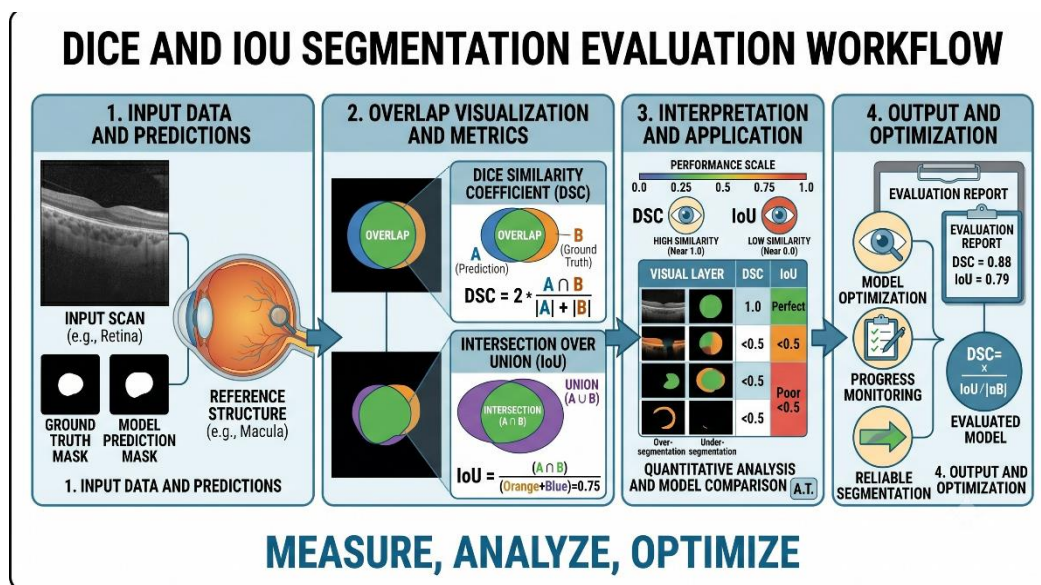 DICE AND IOU SEGMENTATION EVALUATION WORKFLOW
1. INPUT DATA
AND PREDICTIONS
INPUT SCAN
(e.g., Retina)
GROUND
TRUTH
MASK
MODEL
PREDICTION
MASK
REFERENCE
STRUCTURE
(e.g., Macula)
1. INPUT DATA AND PREDICTIONS
2. OVERLAP VISUALIZATION
AND METRICS
OVERLAP
DICE SIMILARITY
COEFFICIENT (DSC)
OVERLAP
A
(Prediction)
B
(Ground
Truth)
DSC = 2 * A ∩ B
|A| + |B|
INTERSECTION OVER
UNION (IoU)
INTERSECTION
(A ∩ B)
UNION
(A ∪ B)
IoU = (A ∩ B)
(Orange+Blue)=0.75
3. INTERPRETATION
AND APPLICATION
PERFORMANCE SCALE
0.0 0.25 0.5 0.75 1.0
DSC
HIGH SIMILARITY
(Near 1.0)
IoU
LOW SIMILARITY
(Near 0.0)
VISUAL LAYER DSC IoU
1.0 Perfect
<0.5 <0.5
<0.5 Poor
<0.5
<0.5
Over-
segmentation
Under-
segmentation
QUANTITATIVE ANALYSIS
AND MODEL COMPARISON
A.T.
4. OUTPUT AND
OPTIMIZATION
EVALUATION REPORT
EVALUATION
REPORT
DSC = 0.88
IoU = 0.79
MODEL
OPTIMIZATION
PROGRESS
MONITORING
DSC=
x
IoU/|αB|
EVALUATED
MODEL
RELIABLE
SEGMENTATION
4. OUTPUT AND
OPTIMIZATION
MEASURE, ANALYZE, OPTIMIZE